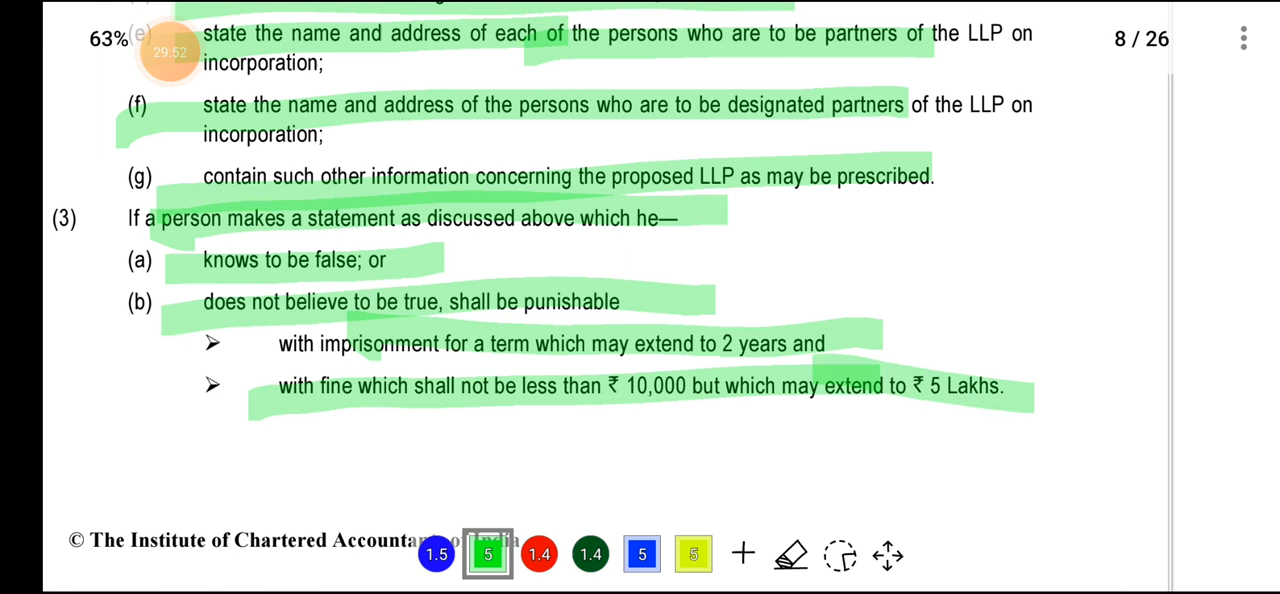 63%
(e) state the name and address of each of the persons who are to be partners of the LLP on
8 / 26
29:52
incorporation;
(f) state the name and address of the persons who are to be designated partners of the LLP on
incorporation;
(g) contain such other information concerning the proposed LLP as may be prescribed.
(3) If a person makes a statement as discussed above which he—
(a) knows to be false; or
(b) does not believe to be true, shall be punishable
➢ with imprisonment for a term which may extend to 2 years and
➢ with fine which shall not be less than ₹ 10,000 but which may extend to ₹ 5 Lakhs.
© The Institute of Chartered Accountants of India
1.5 5 1.4 1.4 5 5